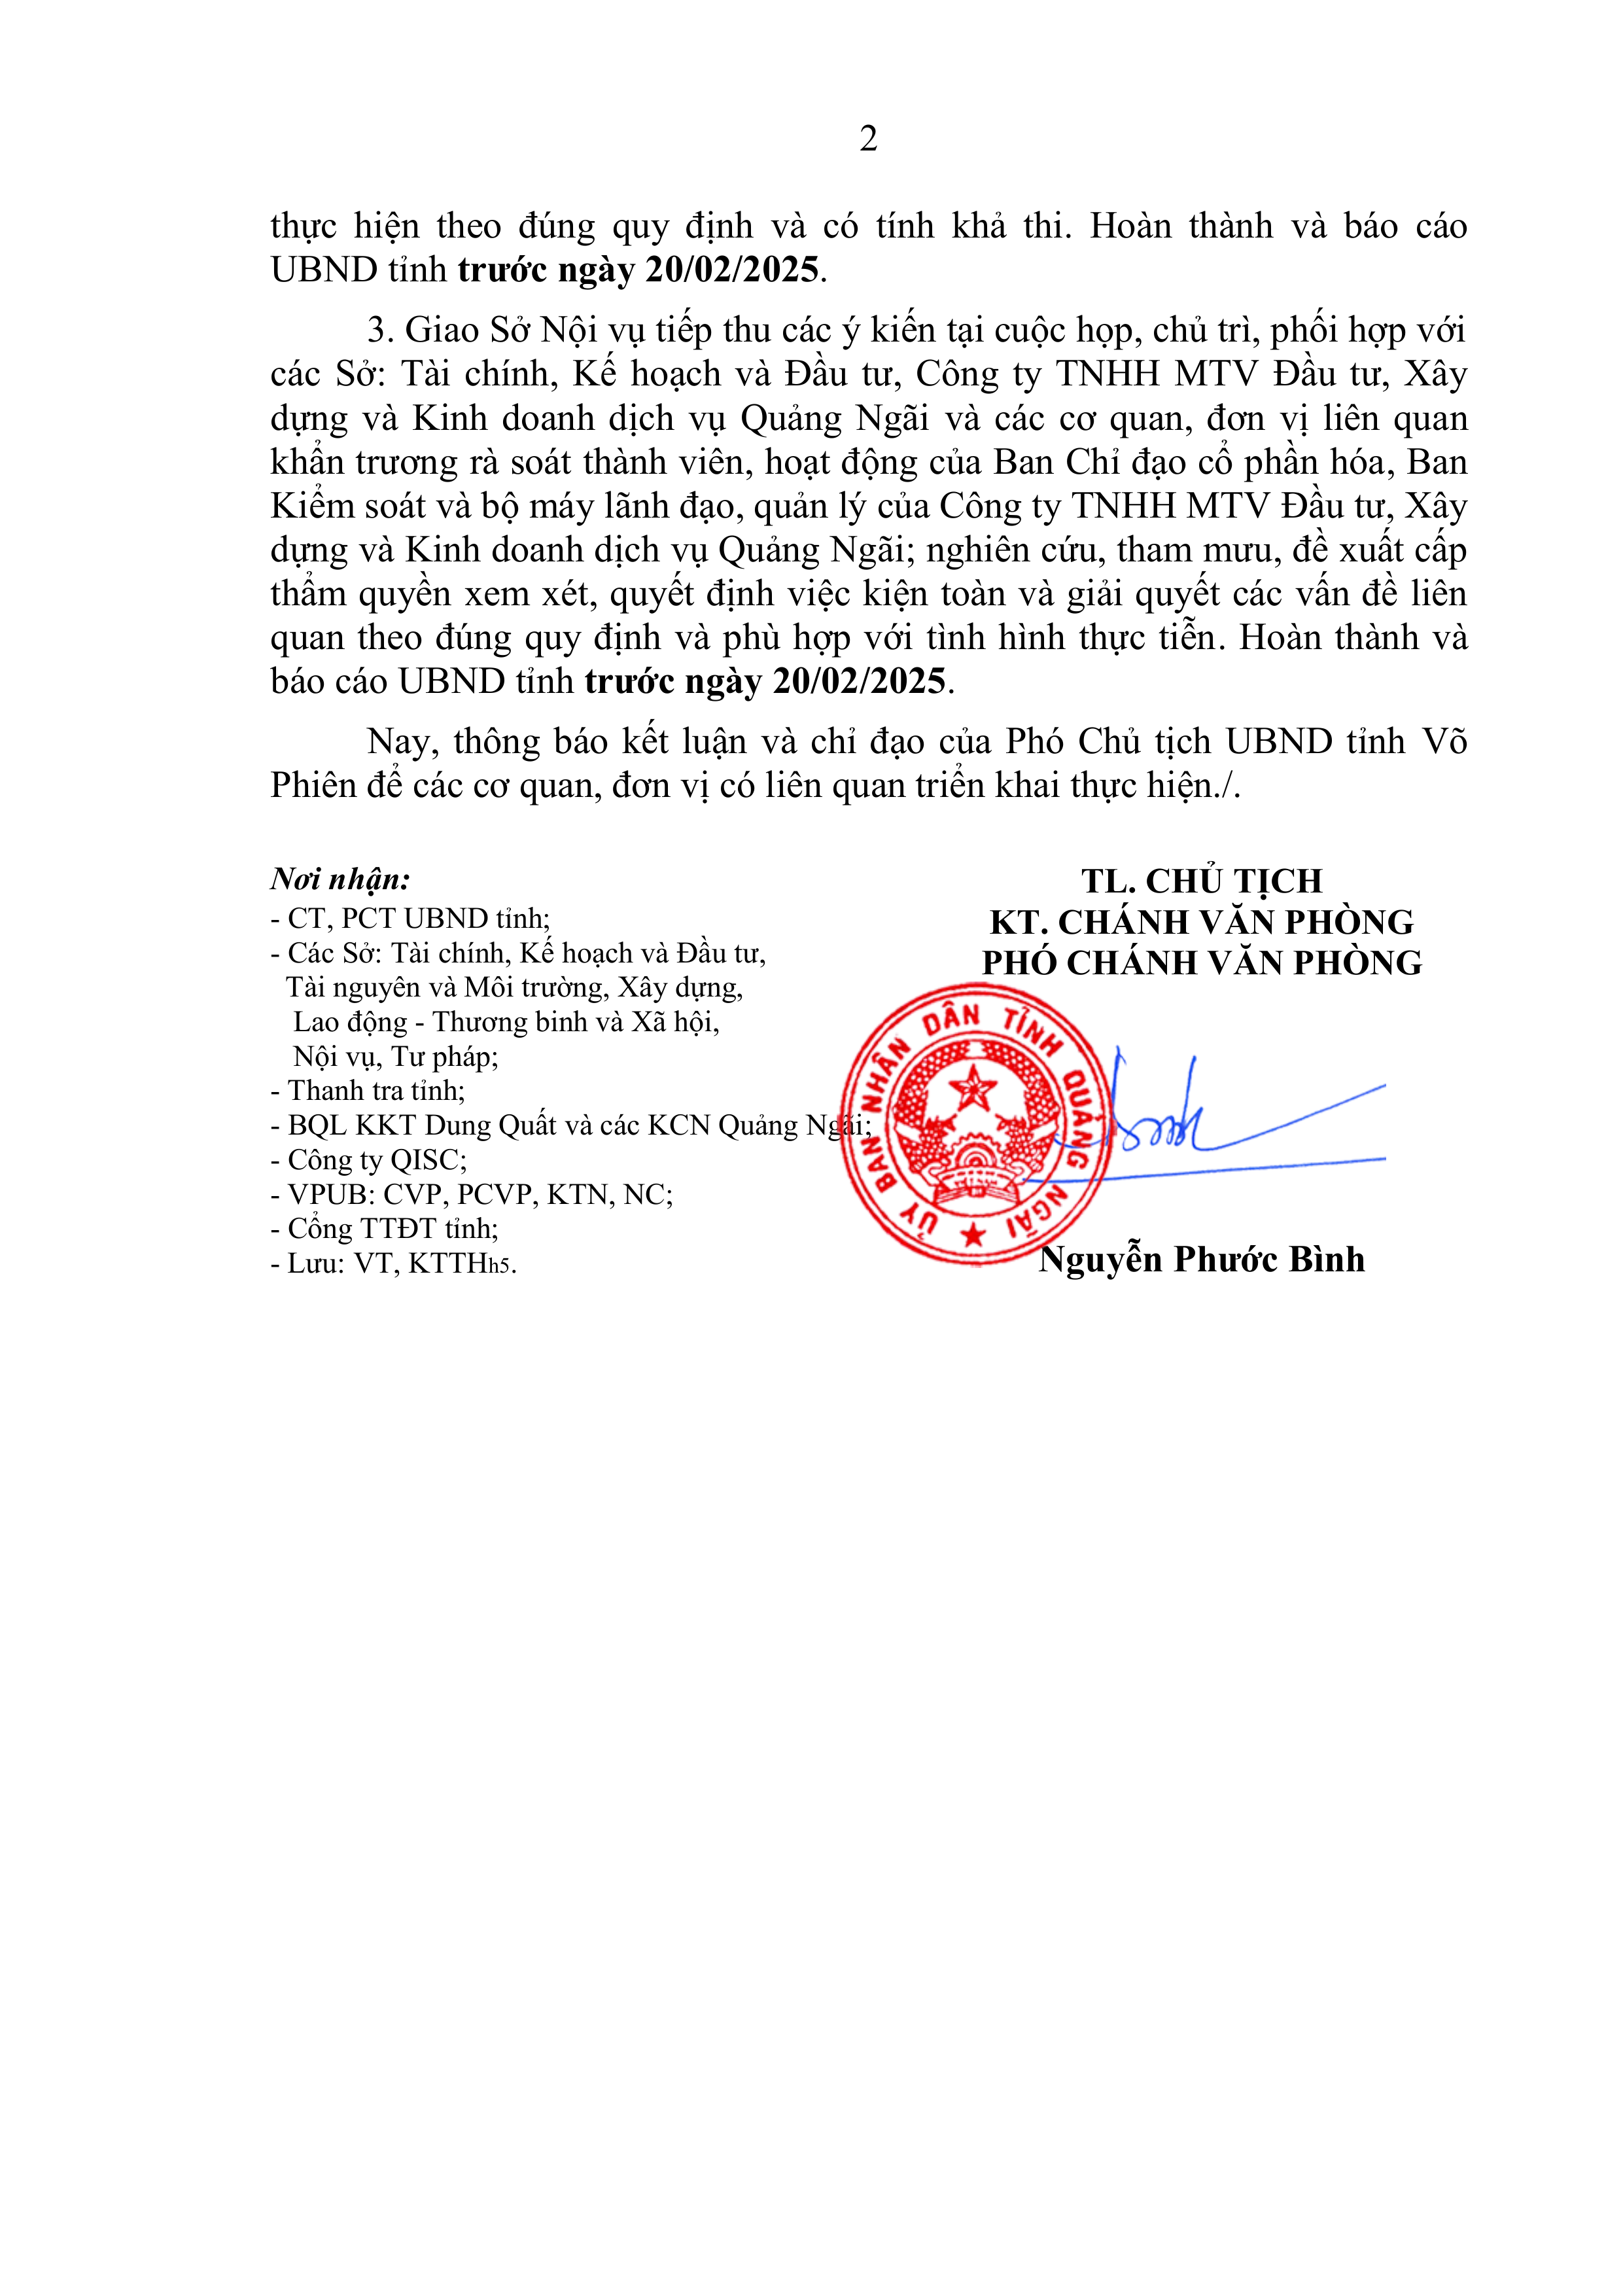 2
thực hiện theo đúng quy định và có tính khả thi. Hoàn thành và báo cáo
UBND tỉnh trước ngày 20/02/2025.
3. Giao Sở Nội vụ tiếp thu các ý kiến tại cuộc họp, chủ trì, phối hợp với
các Sở: Tài chính, Kế hoạch và Đầu tư, Công ty TNHH MTV Đầu tư, Xây
dựng và Kinh doanh dịch vụ Quảng Ngãi và các cơ quan, đơn vị liên quan
khẩn trương rà soát thành viên, hoạt động của Ban Chỉ đạo cổ phần hóa, Ban
Kiểm soát và bộ máy lãnh đạo, quản lý của Công ty TNHH MTV Đầu tư, Xây
dựng và Kinh doanh dịch vụ Quảng Ngãi; nghiên cứu, tham mưu, đề xuất cấp
thẩm quyền xem xét, quyết định việc kiện toàn và giải quyết các vấn đề liên
quan theo đúng quy định và phù hợp với tình hình thực tiễn. Hoàn thành và
báo cáo UBND tỉnh trước ngày 20/02/2025.
Nay, thông báo kết luận và chỉ đạo của Phó Chủ tịch UBND tỉnh Võ
Phiên để các cơ quan, đơn vị có liên quan triển khai thực hiện./.
Nơi nhận:
- CT, PCT UBND tỉnh;
- Các Sở: Tài chính, Kế hoạch và Đầu tư,
Tài nguyên và Môi trường, Xây dựng,
Lao động - Thương binh và Xã hội,
Nội vụ, Tư pháp;
- Thanh tra tỉnh;
- BQL KKT Dung Quất và các KCN Quảng Ngãi;
- Công ty QISC;
- VPUB: CVP, PCVP, KTN, NC;
- Cổng TTĐT tỉnh;
- Lưu: VT, KTTHh5.
TL. CHỦ TỊCH
KT. CHÁNH VĂN PHÒNG
PHÓ CHÁNH VĂN PHÒNG
ỦY BAN NHÂN DÂN TỈNH QUẢNG NGÃI
Nguyễn Phước Bình